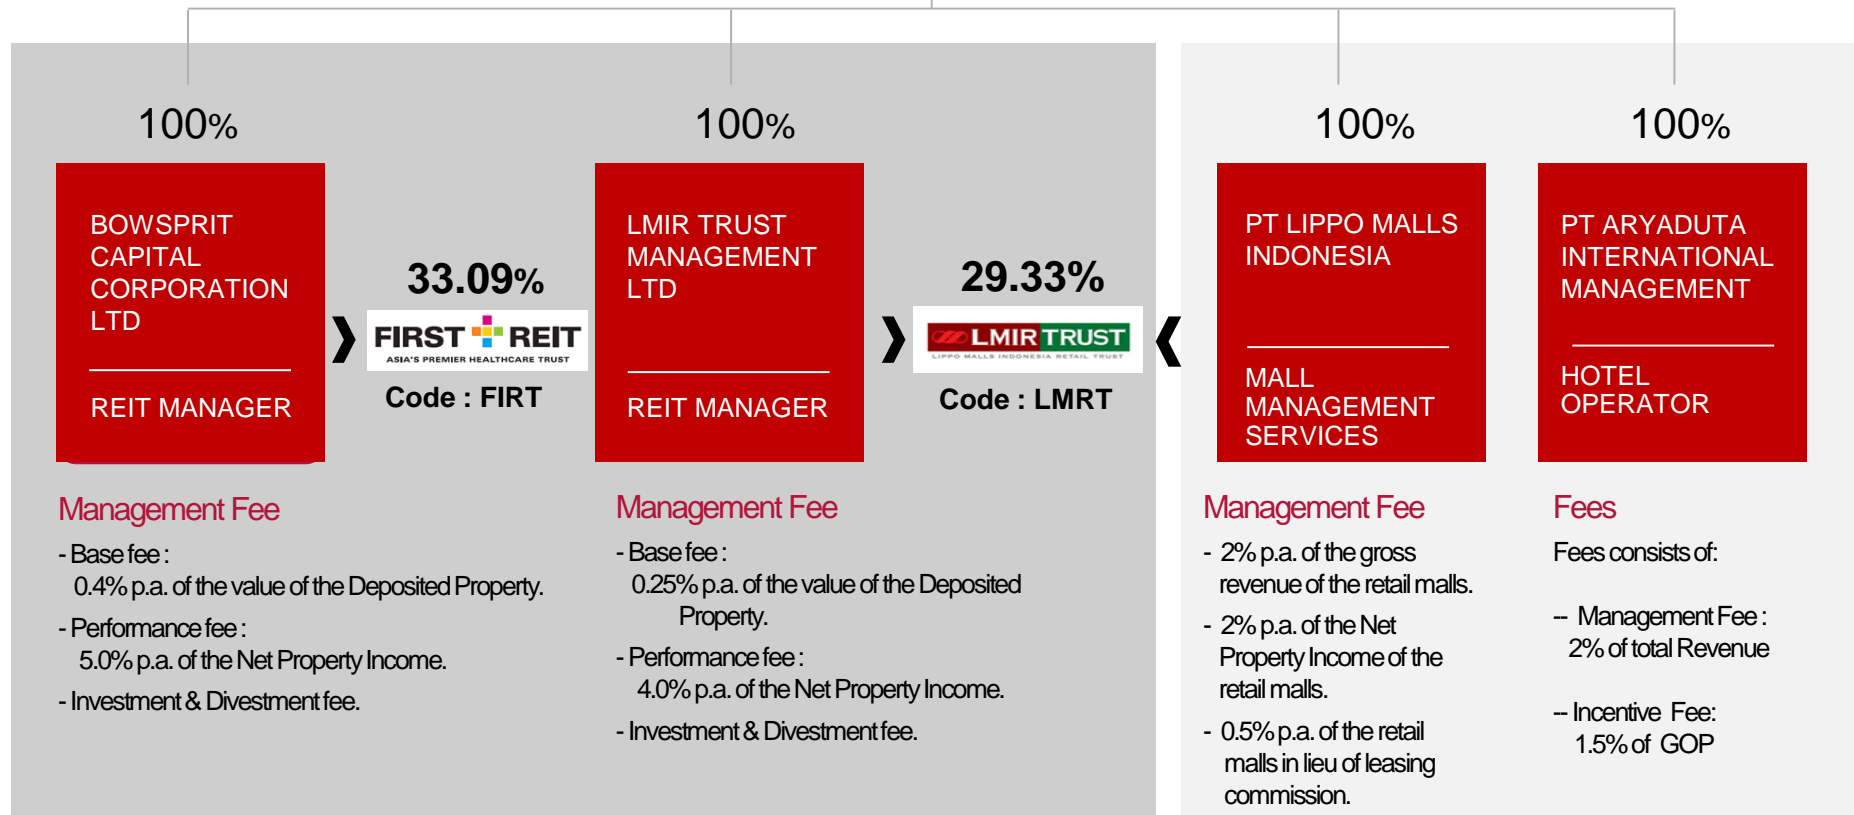 100%
BOWSPRIT
CAPITAL
CORPORATION
LTD
REIT MANAGER
33.09%
FIRST REIT
ASIA'S PREMIER HEALTHCARE TRUST
Code : FIRT
100%
LMIR TRUST
MANAGEMENT
LTD
REIT MANAGER
29.33%
LMIR TRUST
LIPPO MALLS INDONESIA RETAIL TRUST
Code : LMRT
100%
PT LIPPO MALLS
INDONESIA
MALL
MANAGEMENT
SERVICES
100%
PT ARYADUTA
INTERNATIONAL
MANAGEMENT
HOTEL
OPERATOR
Management Fee
- Base fee :
0.4% p.a. of the value of the Deposited Property.
- Performance fee :
5.0% p.a. of the Net Property Income.
- Investment & Divestment fee.
Management Fee
- Base fee :
0.25% p.a. of the value of the Deposited
Property.
- Performance fee :
4.0% p.a. of the Net Property Income.
- Investment & Divestment fee.
Management Fee
- 2% p.a. of the gross
revenue of the retail malls.
- 2% p.a. of the Net
Property Income of the
retail malls.
- 0.5% p.a. of the retail
malls in lieu of leasing
commission.
Fees
Fees consists of:
-- Management Fee :
2% of total Revenue
-- Incentive Fee:
1.5% of GOP